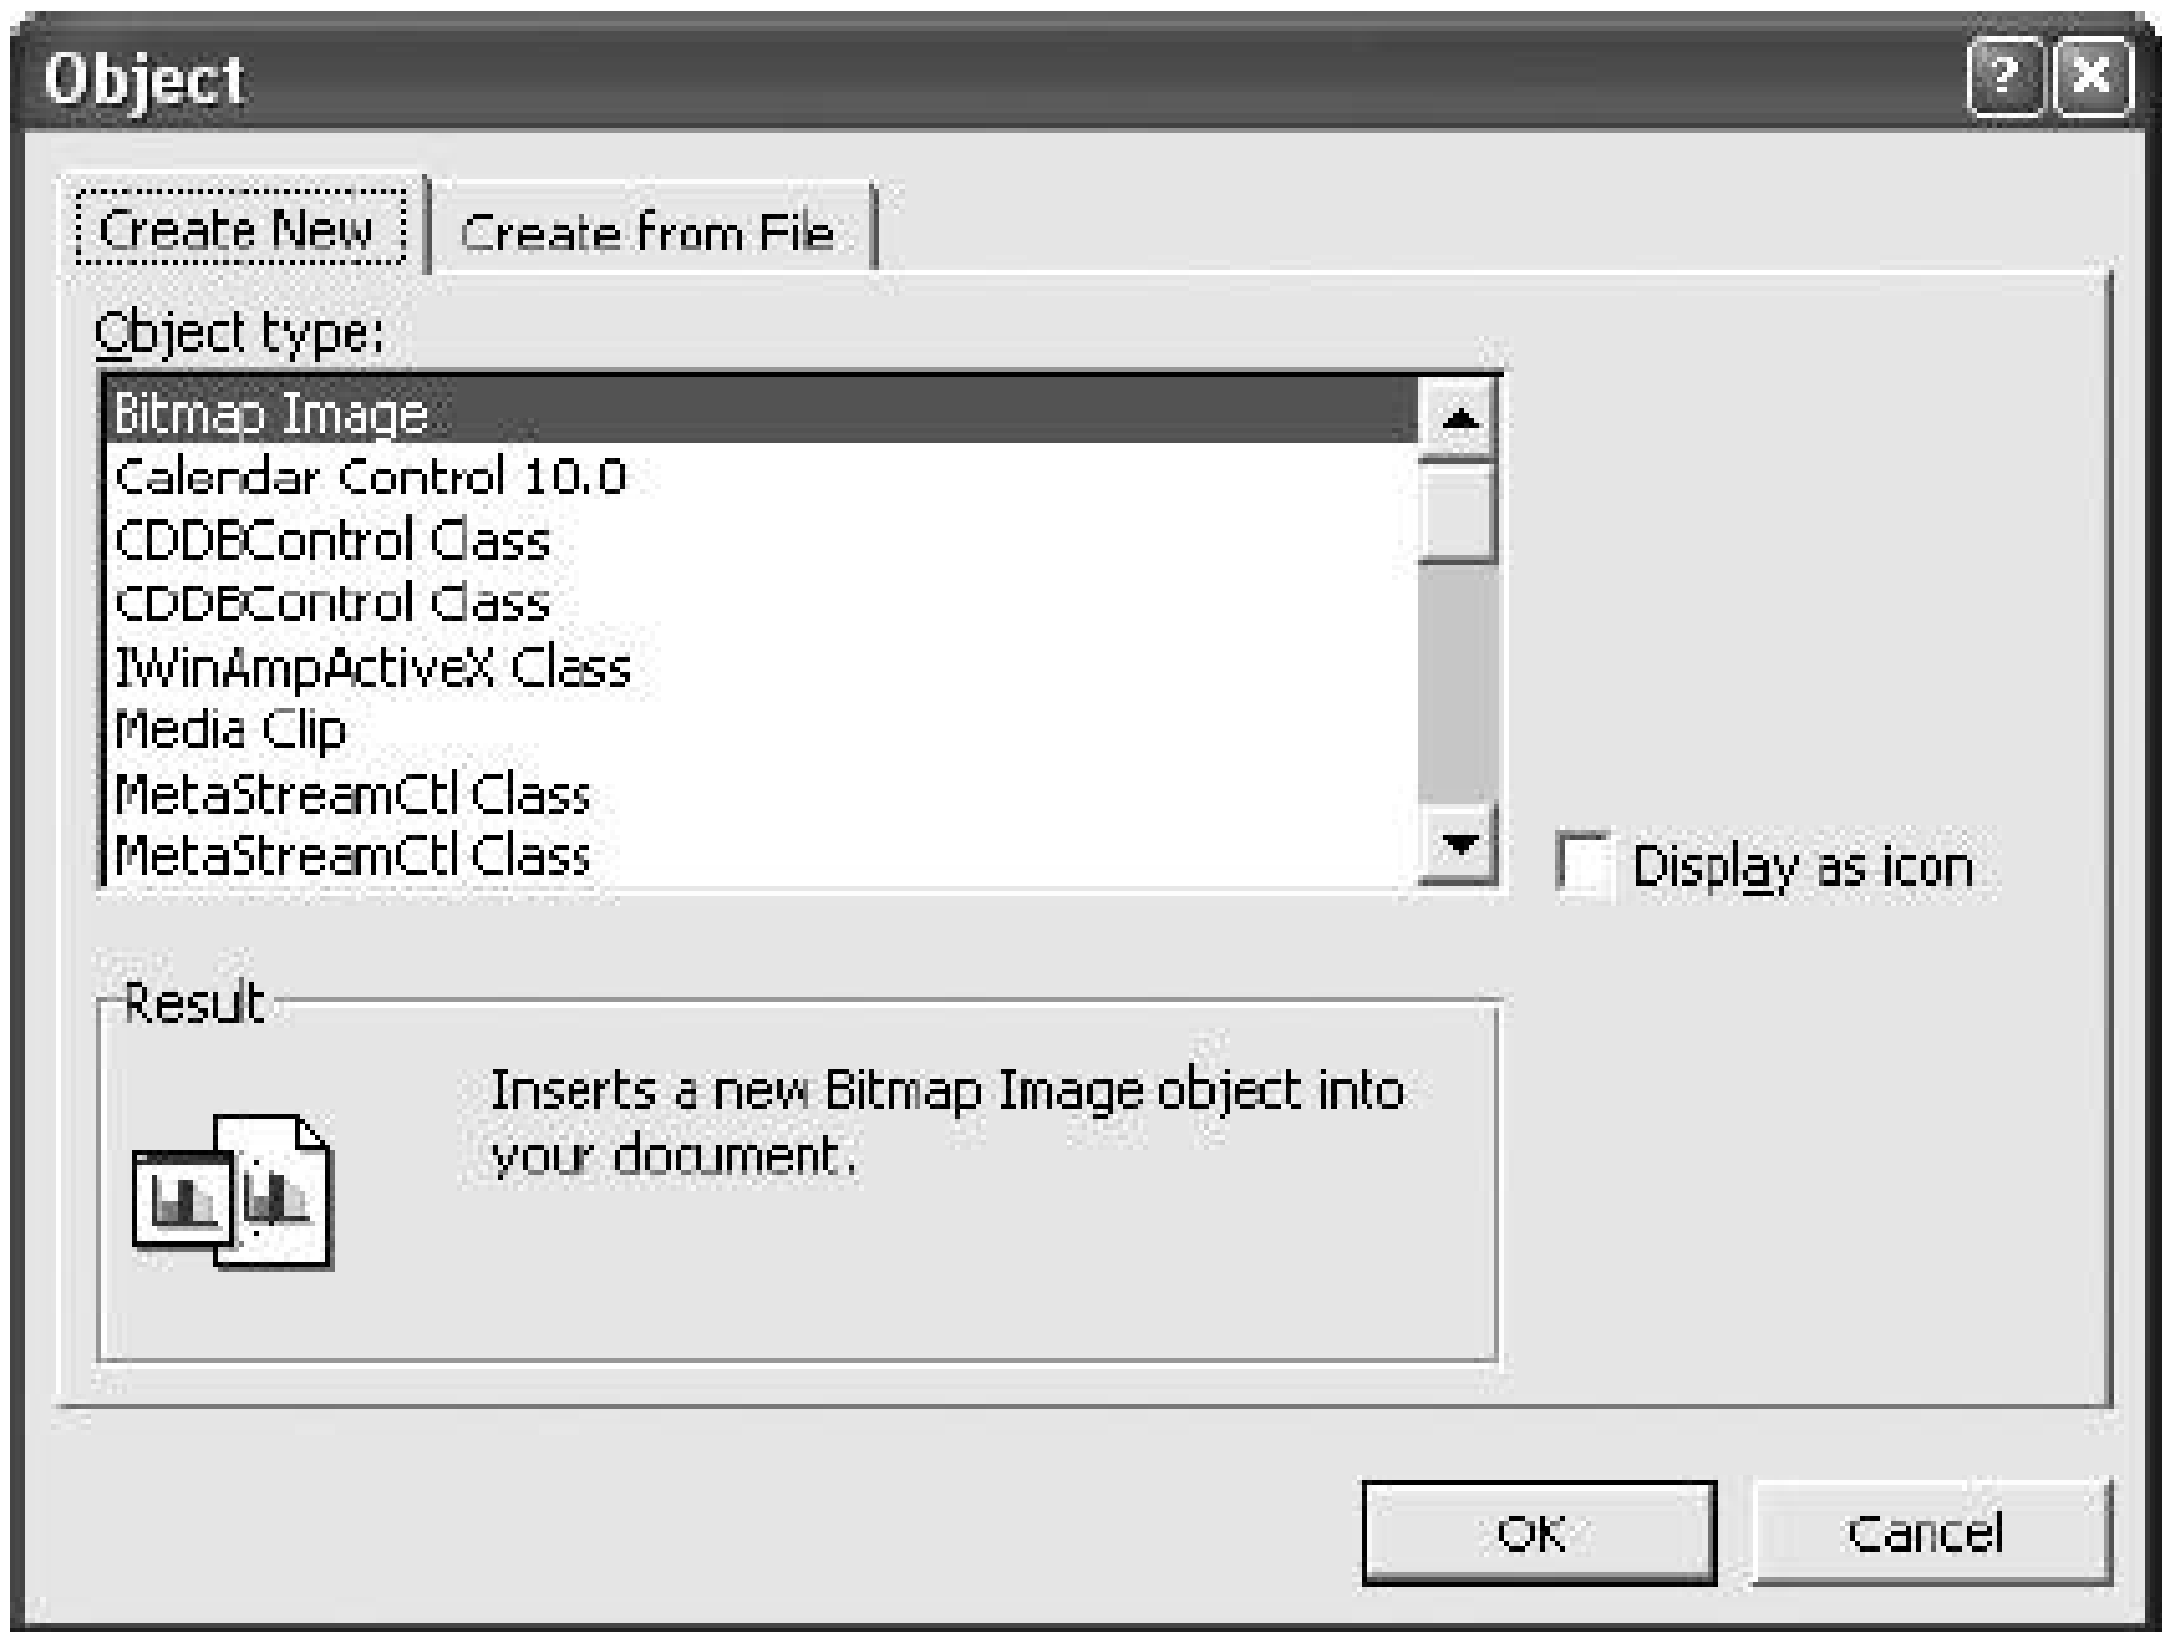 Object
Create New
Create from File
Object type:
Bitmap Image
Calendar Control 10.0
CDDBControl Class
CDDBControl Class
IWinAmpActiveX Class
Media Clip
MetaStreamCtl Class
MetaStreamCtl Class
Display as icon
Result
Inserts a new Bitmap Image object into
your document.
OK
Cancel